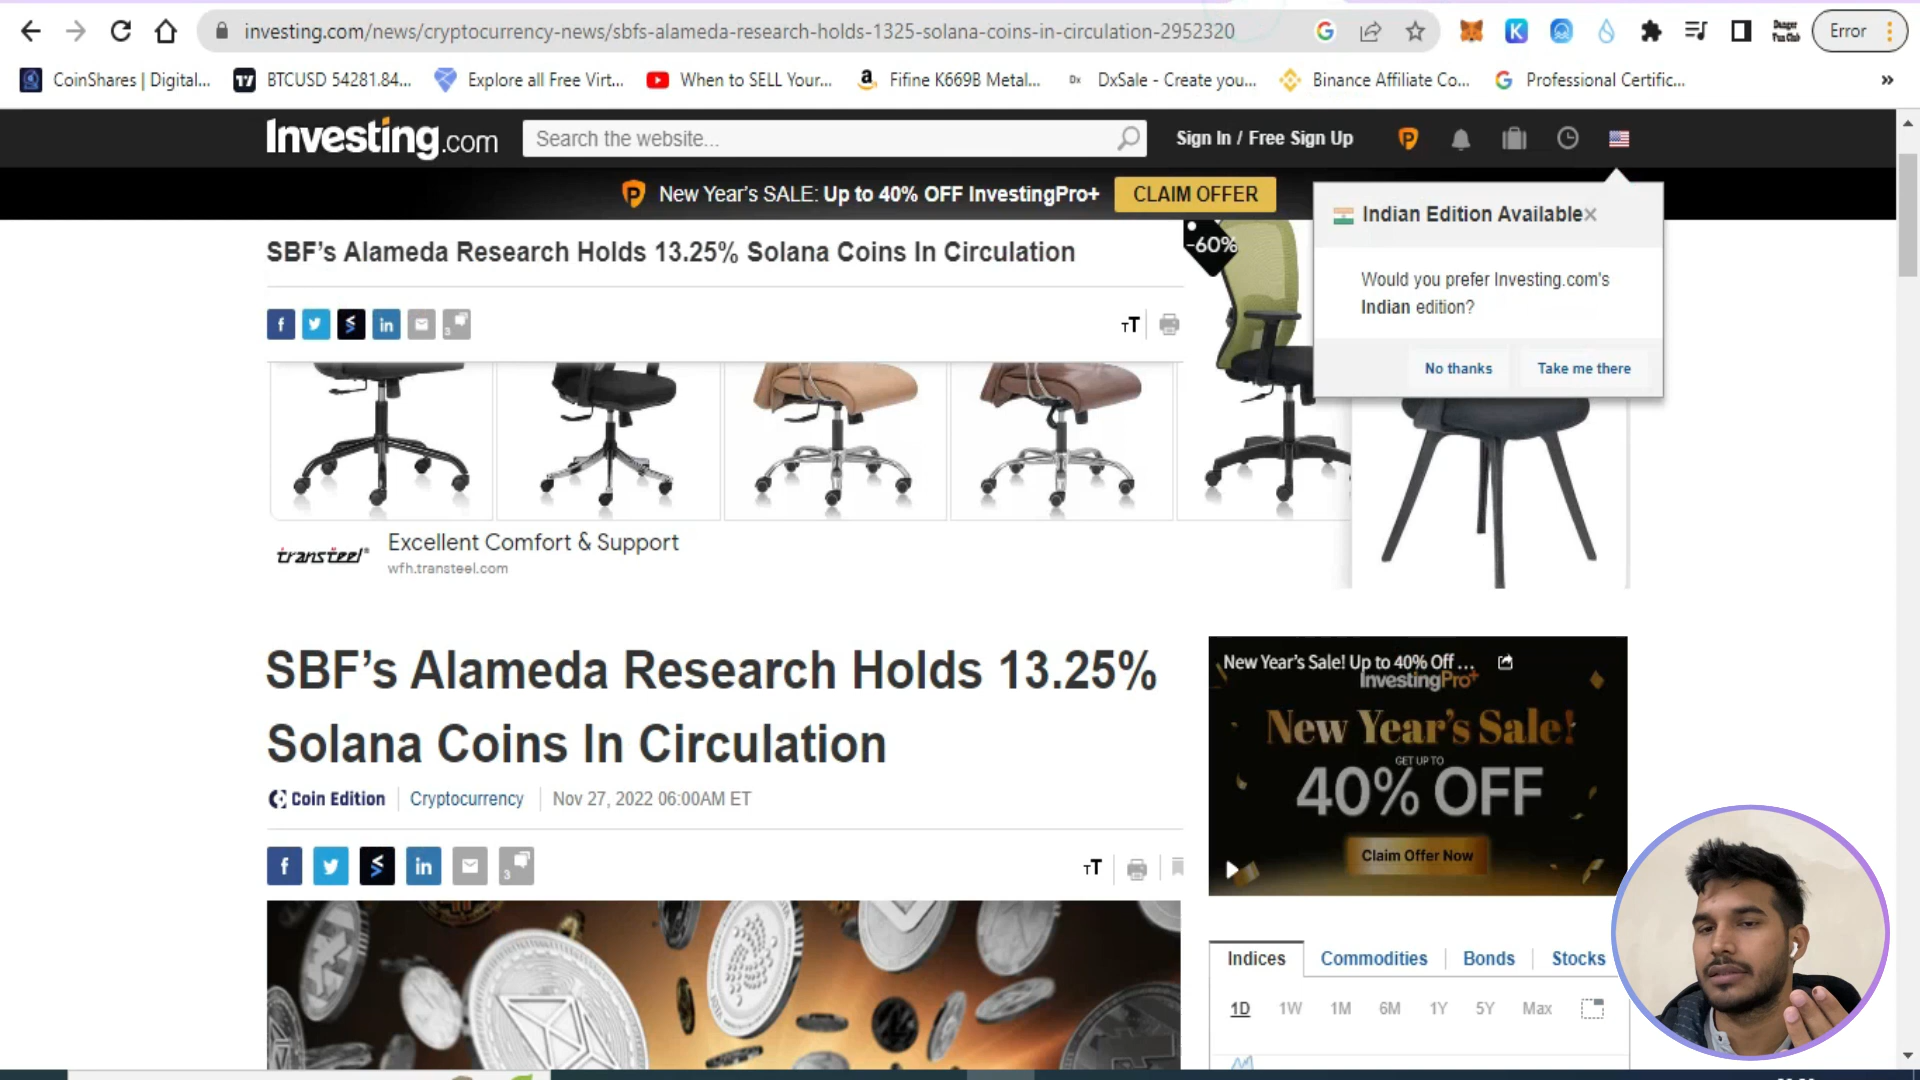 investing.com/news/cryptocurrency-news/sbfs-alameda-research-holds-1325-solana-coins-in-circulation-2952320
Error
CoinShares | Digital...
BTCUSD 54281.84...
Explore all Free Virt...
When to SELL Your...
Fifine K669B Metal...
DxSale - Create you...
Binance Affiliate Co...
Professional Certific...
Investing.com
Search the website...
Sign In / Free Sign Up
New Year's SALE: Up to 40% OFF InvestingPro+
CLAIM OFFER
Indian Edition Available
Would you prefer Investing.com's
Indian edition?
No thanks
Take me there
SBF’s Alameda Research Holds 13.25% Solana Coins In Circulation
-60%
3
TT
transteel
Excellent Comfort & Support
wfh.transteel.com
SBF’s Alameda Research Holds 13.25%
Solana Coins In Circulation
Coin Edition
Cryptocurrency
Nov 27, 2022 06:00AM ET
3
TT
New Year's Sale! Up to 40% Off ...
InvestingPro+
New Year's Sale!
GET UP TO
40% OFF
Claim Offer Now
Indices
Commodities
Bonds
Stocks
1D
1W
1M
6M
1Y
5Y
Max